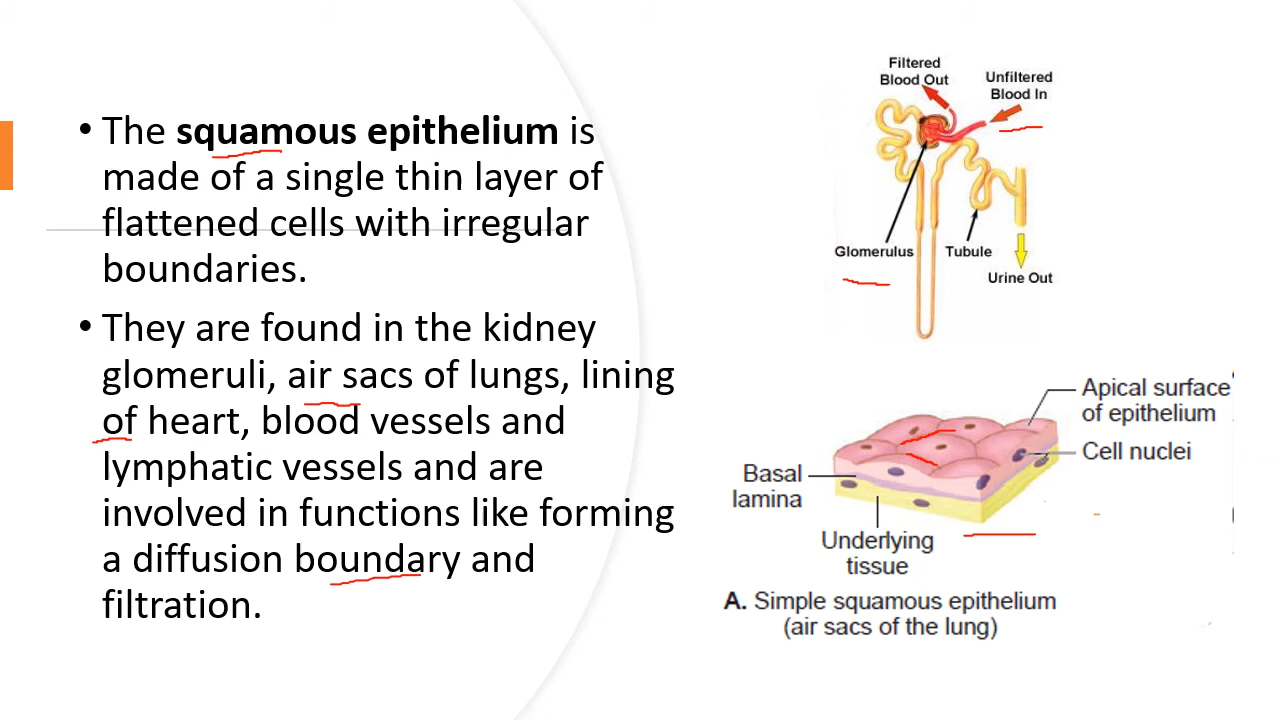 • The squamous epithelium is
made of a single thin layer of
flattened cells with irregular
boundaries.
• They are found in the kidney
glomeruli, air sacs of lungs, lining
of heart, blood vessels and
lymphatic vessels and are
involved in functions like forming
a diffusion boundary and
filtration.
Filtered
Blood Out
Unfiltered
Blood In
Glomerulus
Tubule
Urine Out
Apical surface
of epithelium
Cell nuclei
Basal
lamina
Underlying
tissue
A. Simple squamous epithelium
(air sacs of the lung)